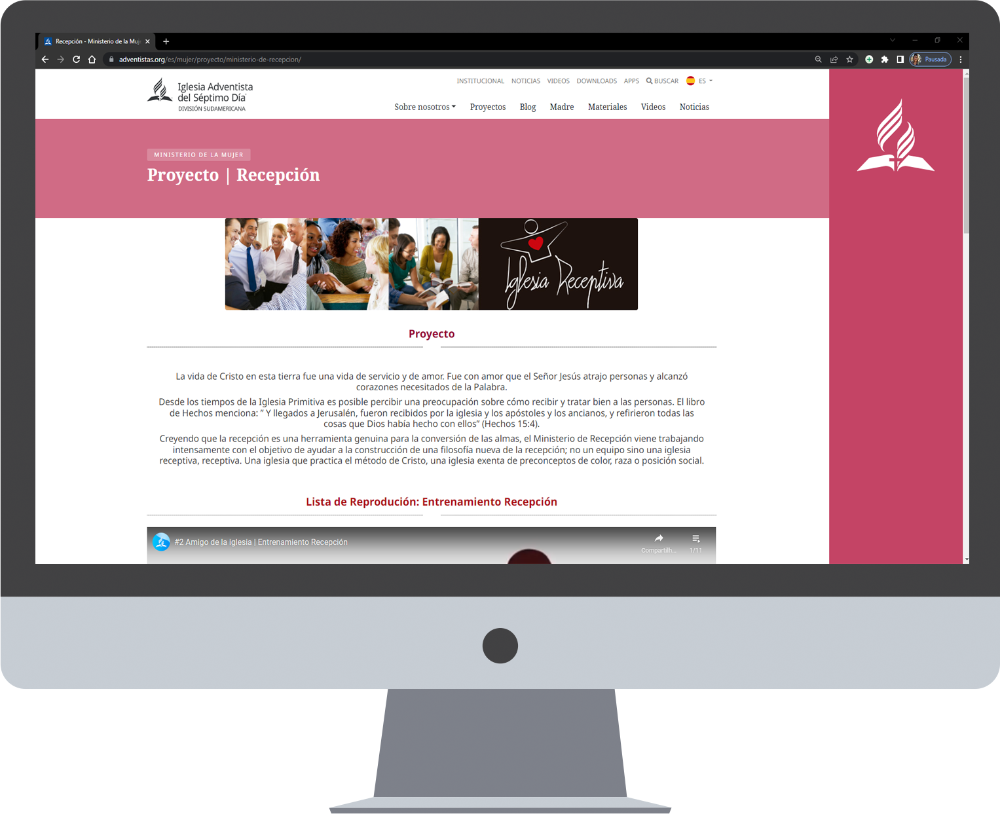 Recepción - Ministerio de la Muj
adventistas.org/es/mujer/proyecto/ministerio-de-recepcion/
Pausada
Iglesia Adventista
del Séptimo Día
DIVISIÓN SUDAMERICANA
INSTITUCIONAL NOTICIAS VIDEOS DOWNLOADS APPS BUSCAR ES
Sobre nosotros Proyectos Blog Madre Materiales Videos Noticias
MINISTERIO DE LA MUJER
Proyecto | Recepción
Iglesia Receptiva
Proyecto
La vida de Cristo en esta tierra fue una vida de servicio y de amor. Fue con amor que el Señor Jesús atrajo personas y alcanzó
corazones necesitados de la Palabra.
Desde los tiempos de la Iglesia Primitiva es posible percibir una preocupación sobre cómo recibir y tratar bien a las personas. El libro
de Hechos menciona: ” Y llegados a Jerusalén, fueron recibidos por la iglesia y los apóstoles y los ancianos, y refirieron todas las
cosas que Dios había hecho con ellos” (Hechos 15:4).
Creyendo que la recepción es una herramienta genuina para la conversión de las almas, el Ministerio de Recepción viene trabajando
intensamente con el objetivo de ayudar a la construcción de una filosofía nueva de la recepción; no un equipo sino una iglesia
receptiva, receptiva. Una iglesia que practica el método de Cristo, una iglesia exenta de preconceptos de color, raza o posición social.
Lista de Reprodución: Entrenamiento Recepción
#2 Amigo de la iglesia | Entrenamiento Recepción
Compartilh...
1/11